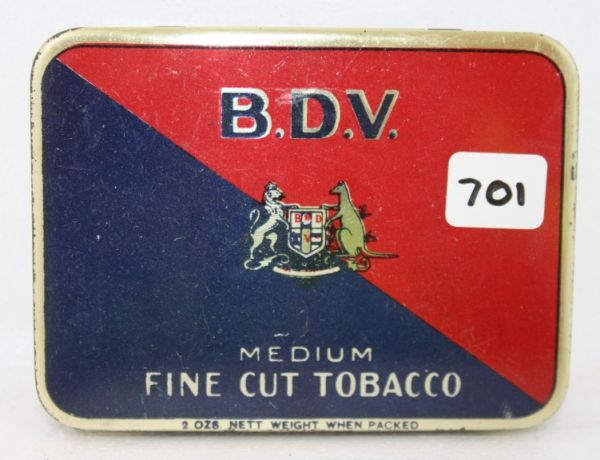 B.D.V.
701
B D
V
MEDIUM
FINE CUT TOBACCO
2 OZS NETT WEIGHT WHEN PACKED